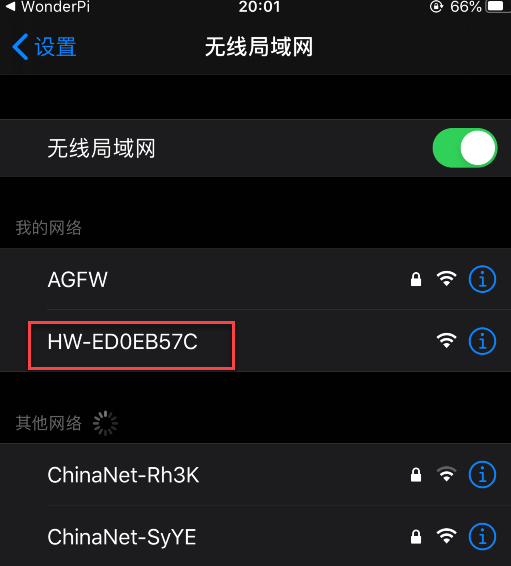 WonderPi 20:01 66%
设置 无线局域网
无线局域网
我的网络
AGFW
HW-ED0EB57C
其他网络
ChinaNet-Rh3K
ChinaNet-SyYE